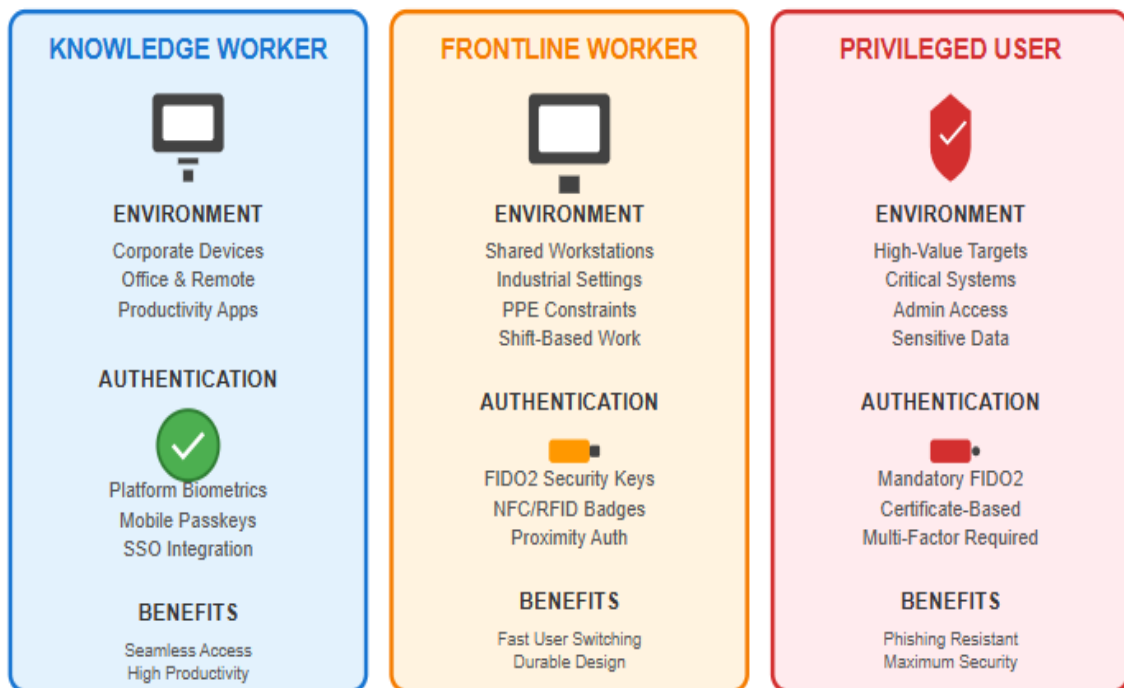 KNOWLEDGE WORKER
ENVIRONMENT
Corporate Devices
Office & Remote
Productivity Apps
AUTHENTICATION
Platform Biometrics
Mobile Passkeys
SSO Integration
BENEFITS
Seamless Access
High Productivity
FRONTLINE WORKER
ENVIRONMENT
Shared Workstations
Industrial Settings
PPE Constraints
Shift-Based Work
AUTHENTICATION
FIDO2 Security Keys
NFC/RFID Badges
Proximity Auth
BENEFITS
Fast User Switching
Durable Design
PRIVILEGED USER
ENVIRONMENT
High-Value Targets
Critical Systems
Admin Access
Sensitive Data
AUTHENTICATION
Mandatory FIDO2
Certificate-Based
Multi-Factor Required
BENEFITS
Phishing Resistant
Maximum Security